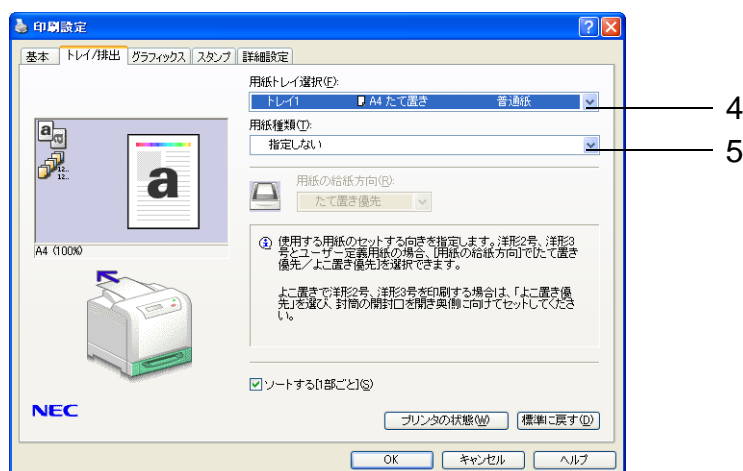 印刷設定
基本 トレイ/排出 グラフィックス スタンプ 詳細設定
用紙トレイ選択(F):
トレイ1 A4 たて置き 普通紙
4
用紙種類(T):
指定しない
5
用紙の給紙方向(R):
たて置き優先
a
12..
12..
a
A4 (100%)
使用する用紙のセットする向きを指定します。洋形2号、洋形3
号とユーザー定義用紙の場合、[用紙の給紙方向]で[たて置き
優先/よこ置き優先]を選択できます。
よこ置きで洋形2号、洋形3号を印刷する場合は、「よこ置き優
先」を選び、封筒の開封口を開き奥側に向けてセットしてくださ
い。
ソートする[1部ごと](S)
NEC
プリンタの状態(W) 標準に戻す(D)
OK キャンセル ヘルプ